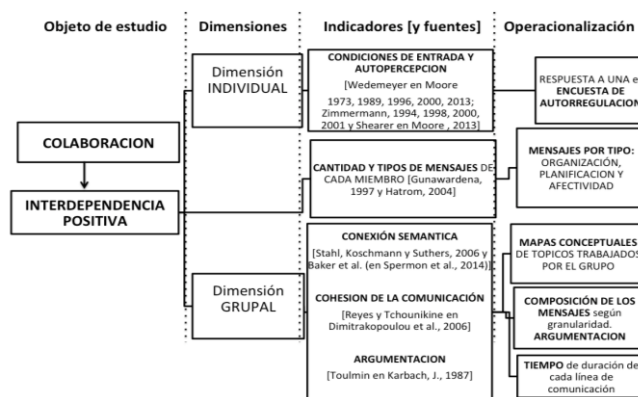 Objeto de estudio
Dimensiones
Indicadores [y fuentes]
Operacionalización
COLABORACION
INTERDEPENDENCIA
POSITIVA
Dimensión
INDIVIDUAL
Dimensión
GRUPAL
CONDICIONES DE ENTRADA Y
AUTOPERCEPCION
[Wedemeyer en Moore
1973, 1989, 1996, 2000, 2013;
Zimmermann, 1994, 1998, 2000,
2001 y Shearer en Moore , 2013]
CANTIDAD Y TIPOS DE MENSAJES DE
CADA MIEMBRO [Gunawardena,
1997 y Hatrom, 2004]
CONEXIÓN SEMANTICA
[Stahl, Koschmann y Suthers, 2006 y
Baker et al. (en Spermon et al., 2014)]
COHESION DE LA COMUNICACIÓN
[Reyes y Tchounikine en
Dimitrakopoulou et al., 2006]
ARGUMENTACION
[Toulmin en Karbach, J., 1987]
RESPUESTA A UNA e
ENCUESTA DE
AUTORREGULACION
MENSAJES POR TIPO:
ORGANIZACIÓN,
PLANIFICACION Y
AFECTIVIDAD
MAPAS CONCEPTUALES
DE TOPICOS TRABAJADOS
POR EL GRUPO
COMPOSICIÓN DE LOS
MENSAJES según
granularidad.
ARGUMENTACION
TIEMPO de duración de
cada línea de
comunicación